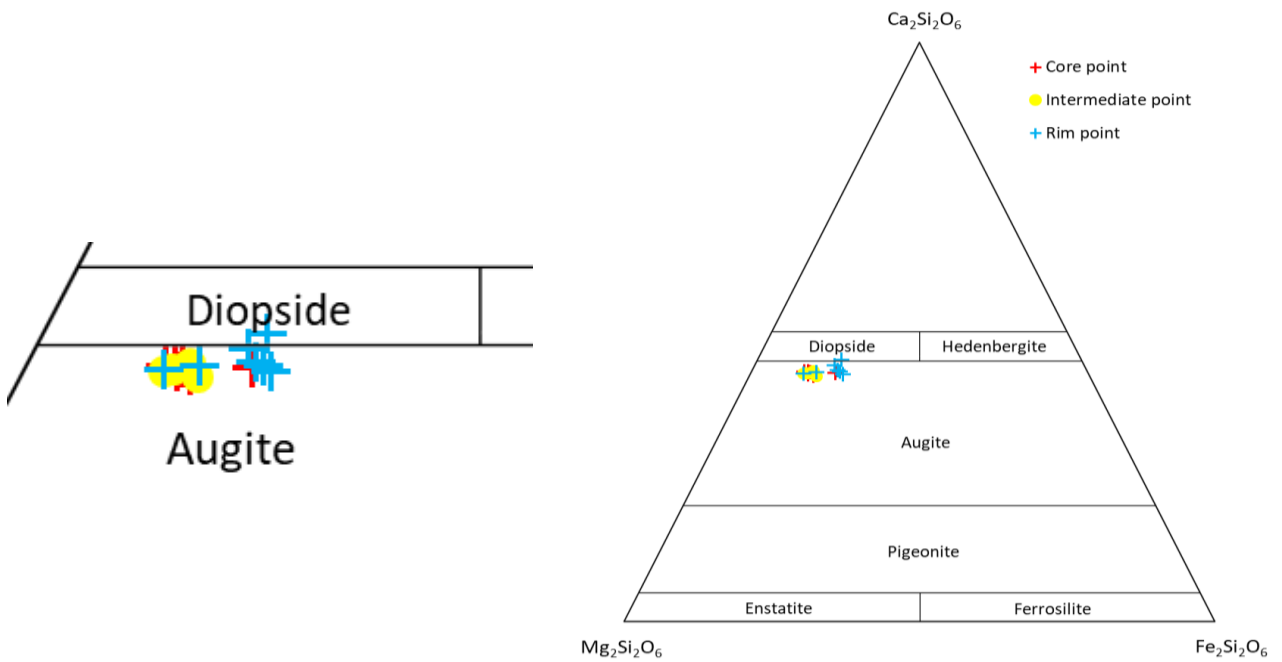 Diopside
Augite
Ca₂Si₂O₆
Core point
Intermediate point
Rim point
Diopside
Hedenbergite
Augite
Pigeonite
Enstatite
Ferrosilite
Mg₂Si₂O₆
Fe₂Si₂O₆